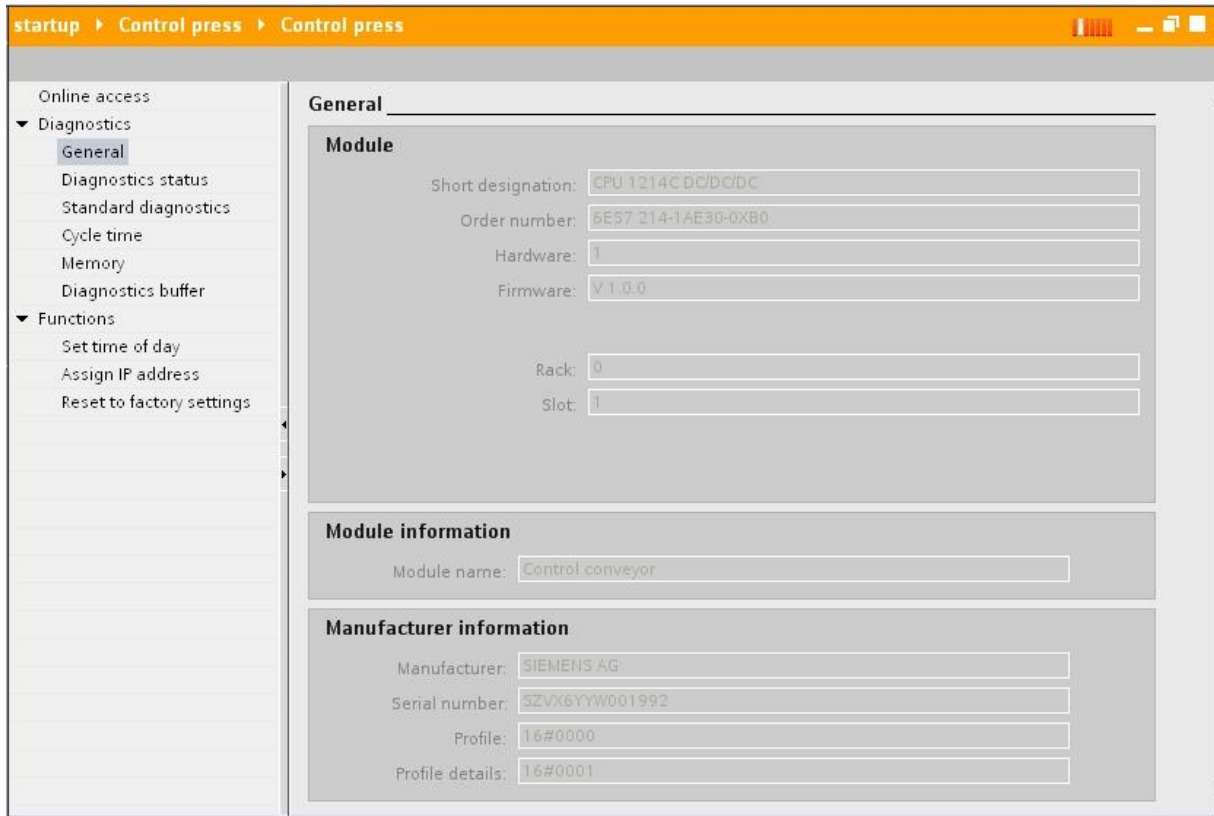 startup Control press Control press
Online access
Diagnostics
General
Diagnostics status
Standard diagnostics
Cycle time
Memory
Diagnostics buffer
Functions
Set time of day
Assign IP address
Reset to factory settings
General
Module
Short designation: CPU 1214C DC/DC/DC
Order number: 6ES7 214-1AE30-0XB0
Hardware: 1
Firmware: V 1.0.0
Rack: 0
Slot: 1
Module information
Module name: Control conveyor
Manufacturer information
Manufacturer: SIEMENS AG
Serial number: SZVX6YYW001992
Profile: 16#0000
Profile details: 16#0001